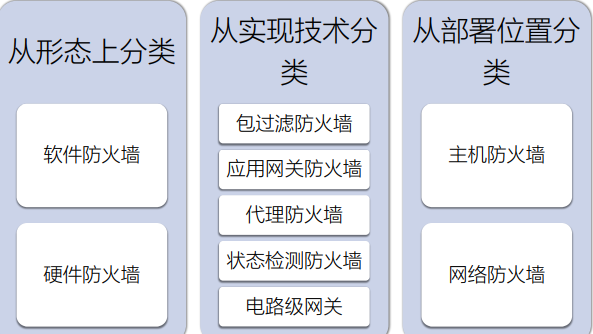 从形态上分类
软件防火墙
硬件防火墙
从实现技术分
类
包过滤防火墙
应用网关防火墙
代理防火墙
状态检测防火墙
电路级网关
从部署位置分
类
主机防火墙
网络防火墙